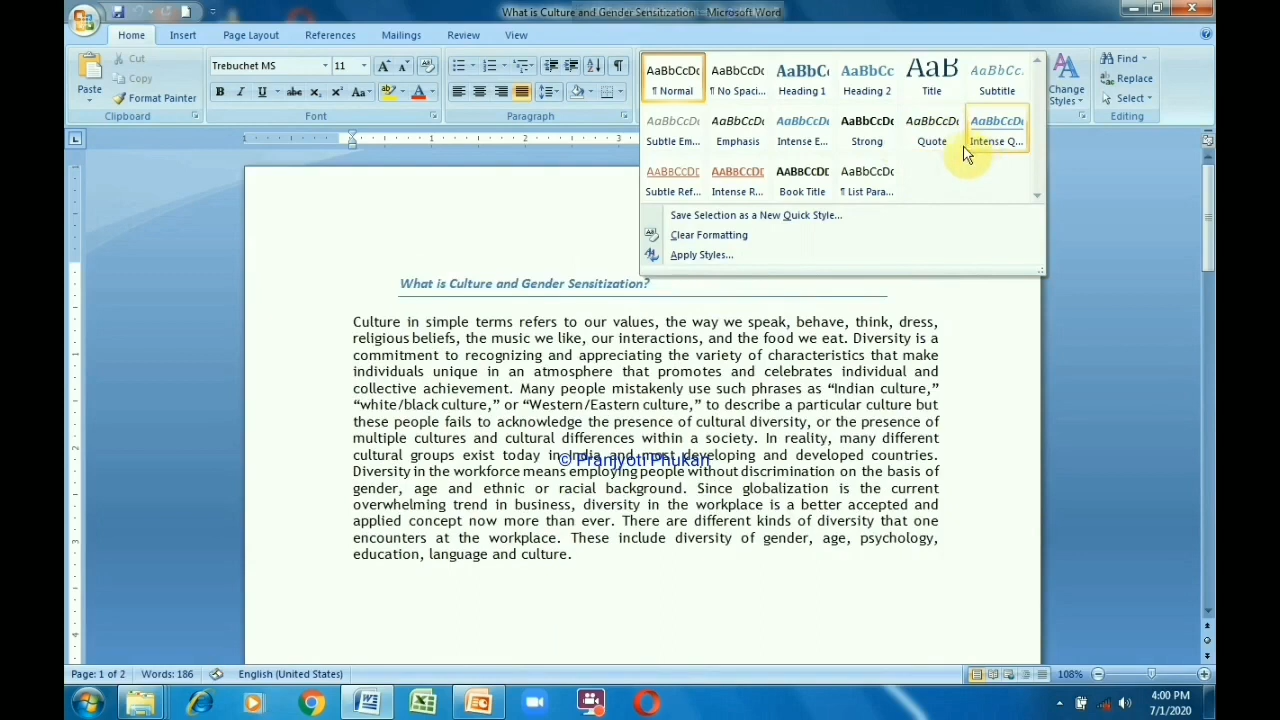 What is Culture and Gender Sensitization - Microsoft Word
Home Insert Page Layout References Mailings Review View
Paste
Cut
Copy
Format Painter
Clipboard
Trebuchet MS 11
B I U abc X₂ X² Aa
Font
Paragraph
AaBbCcDc AaBbCcDc AaBbCc AaBbCc AaB AaBbCc.
¶ Normal ¶ No Spaci... Heading 1 Heading 2 Title Subtitle
AaBbCcDc AaBbCcDc AaBbCcDc AaBbCcDc AaBbCcDc AaBbCcDc
Subtle Em... Emphasis Intense E... Strong Quote Intense Q...
AaBbCcDc AaBbCcDc AaBbCcDc AaBbCcDc
Subtle Ref... Intense R... Book Title ¶ List Para...
Save Selection as a New Quick Style...
Clear Formatting
Apply Styles...
Change
Styles
Find
Replace
Select
Editing
1 1 2 3
What is Culture and Gender Sensitization?
Culture in simple terms refers to our values, the way we speak, behave, think, dress,
religious beliefs, the music we like, our interactions, and the food we eat. Diversity is a
commitment to recognizing and appreciating the variety of characteristics that make
individuals unique in an atmosphere that promotes and celebrates individual and
collective achievement. Many people mistakenly use such phrases as “Indian culture,”
“white/black culture,” or “Western/Eastern culture,” to describe a particular culture but
these people fails to acknowledge the presence of cultural diversity, or the presence of
multiple cultures and cultural differences within a society. In reality, many different
cultural groups exist today in India and most developing and developed countries.
© Pranjyoti Phukan
Diversity in the workforce means employing people without discrimination on the basis of
gender, age and ethnic or racial background. Since globalization is the current
overwhelming trend in business, diversity in the workplace is a better accepted and
applied concept now more than ever. There are different kinds of diversity that one
encounters at the workplace. These include diversity of gender, age, psychology,
education, language and culture.
Page: 1 of 2 Words: 186 English (United States) 108%
4:00 PM
7/1/2020